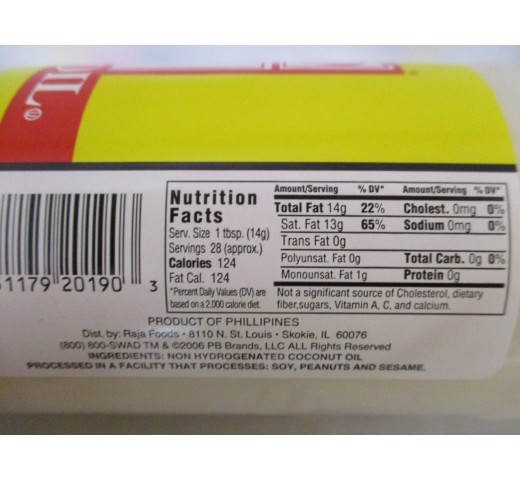 OIL®
Nutrition
Facts
Serv. Size 1 tbsp. (14g)
Servings 28 (approx.)
Calories 124
Fat Cal. 124
*Percent Daily Values (DV) are
based on a 2,000 calorie diet.
Amount/Serving % DV*
Total Fat 14g 22%
Sat. Fat 13g 65%
Trans Fat 0g
Polyunsat. Fat 0g
Monounsat. Fat 1g
Amount/Serving % DV*
Cholest. 0mg 0%
Sodium 0mg 0%
Total Carb. 0g 0%
Protein 0g
Not a significant source of Cholesterol, dietary
fiber,sugars, Vitamin A, C, and calcium.
1179 20190 3
PRODUCT OF PHILLIPINES
Dist. by: Raja Foods • 8110 N. St. Louis • Skokie, IL 60076
(800) 800-SWAD TM & ©2006 PB Brands, LLC ALL Rights Reserved
INGREDIENTS: NON HYDROGENATED COCONUT OIL
PROCESSED IN A FACILITY THAT PROCESSES: SOY, PEANUTS AND SESAME.